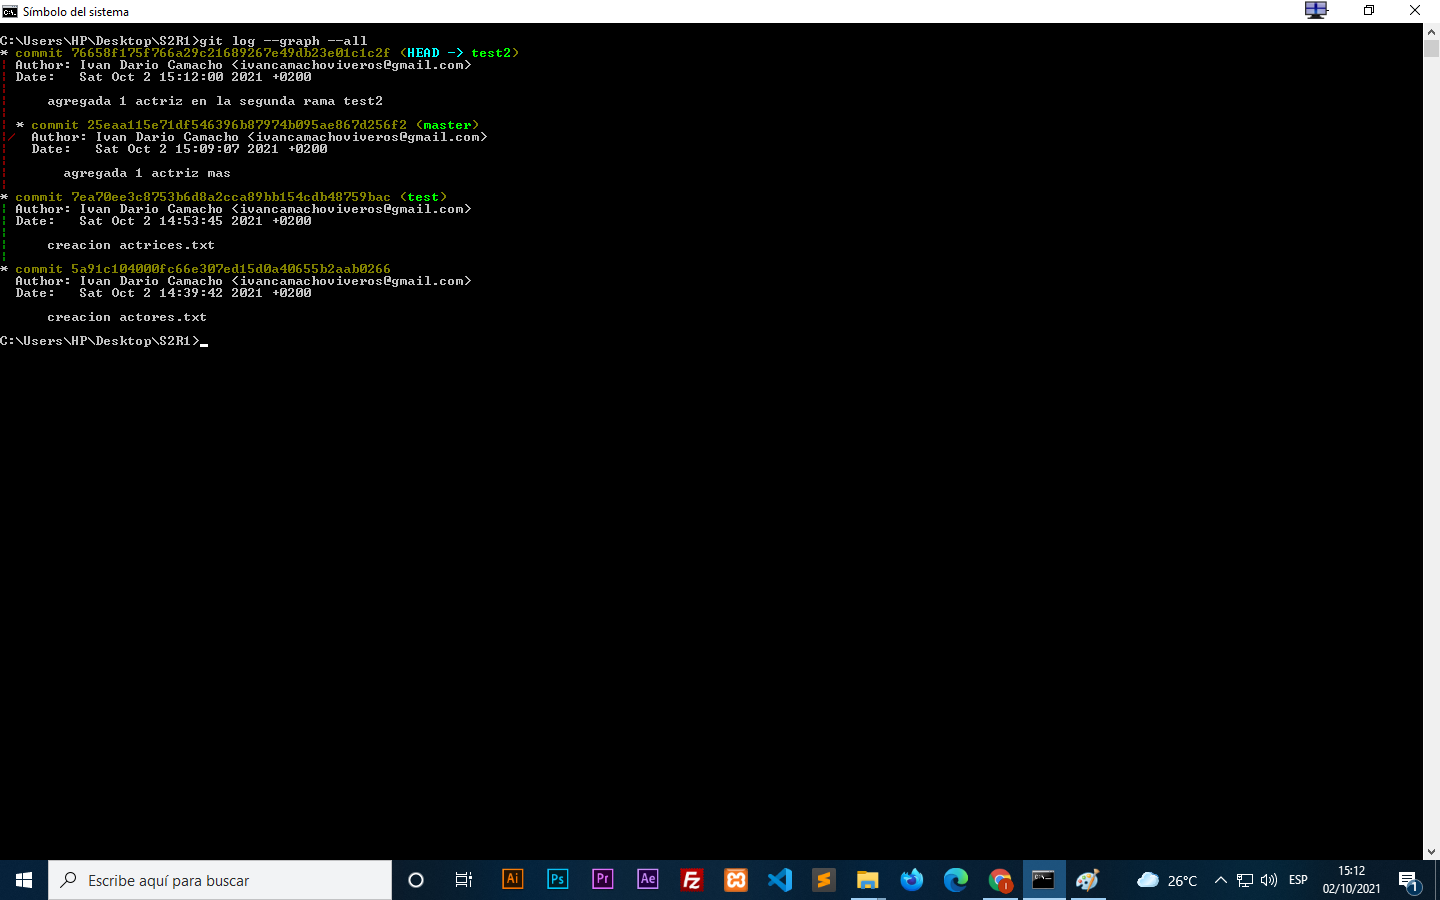 Símbolo del sistema
C:\Users\HP\Desktop\S2R1>git log --graph --all
* commit 76658f175f766a29c21689267e49db23e01c1c2f (HEAD -> test2)
| Author: Ivan Dario Camacho <ivancamachoviveros@gmail.com>
| Date:   Sat Oct 2 15:12:00 2021 +0200
|
|     agregada 1 actriz en la segunda rama test2
|
| * commit 25eaa115e71df546396b87974b095ae867d256f2 (master)
|/  Author: Ivan Dario Camacho <ivancamachoviveros@gmail.com>
|   Date:   Sat Oct 2 15:09:07 2021 +0200
|
|       agregada 1 actriz mas
|
* commit 7ea70ee3c8753b6d8a2cca89bb154cdb48759bac (test)
| Author: Ivan Dario Camacho <ivancamachoviveros@gmail.com>
| Date:   Sat Oct 2 14:53:45 2021 +0200
|
|     creacion actrices.txt
|
* commit 5a91c104000fc66e307ed15d0a40655b2aab0266
  Author: Ivan Dario Camacho <ivancamachoviveros@gmail.com>
  Date:   Sat Oct 2 14:39:42 2021 +0200
      creacion actores.txt
C:\Users\HP\Desktop\S2R1>
Escribe aquí para buscar
Ai
Ps
Pr
Ae
Fz
26°C
ESP
15:12
02/10/2021
1